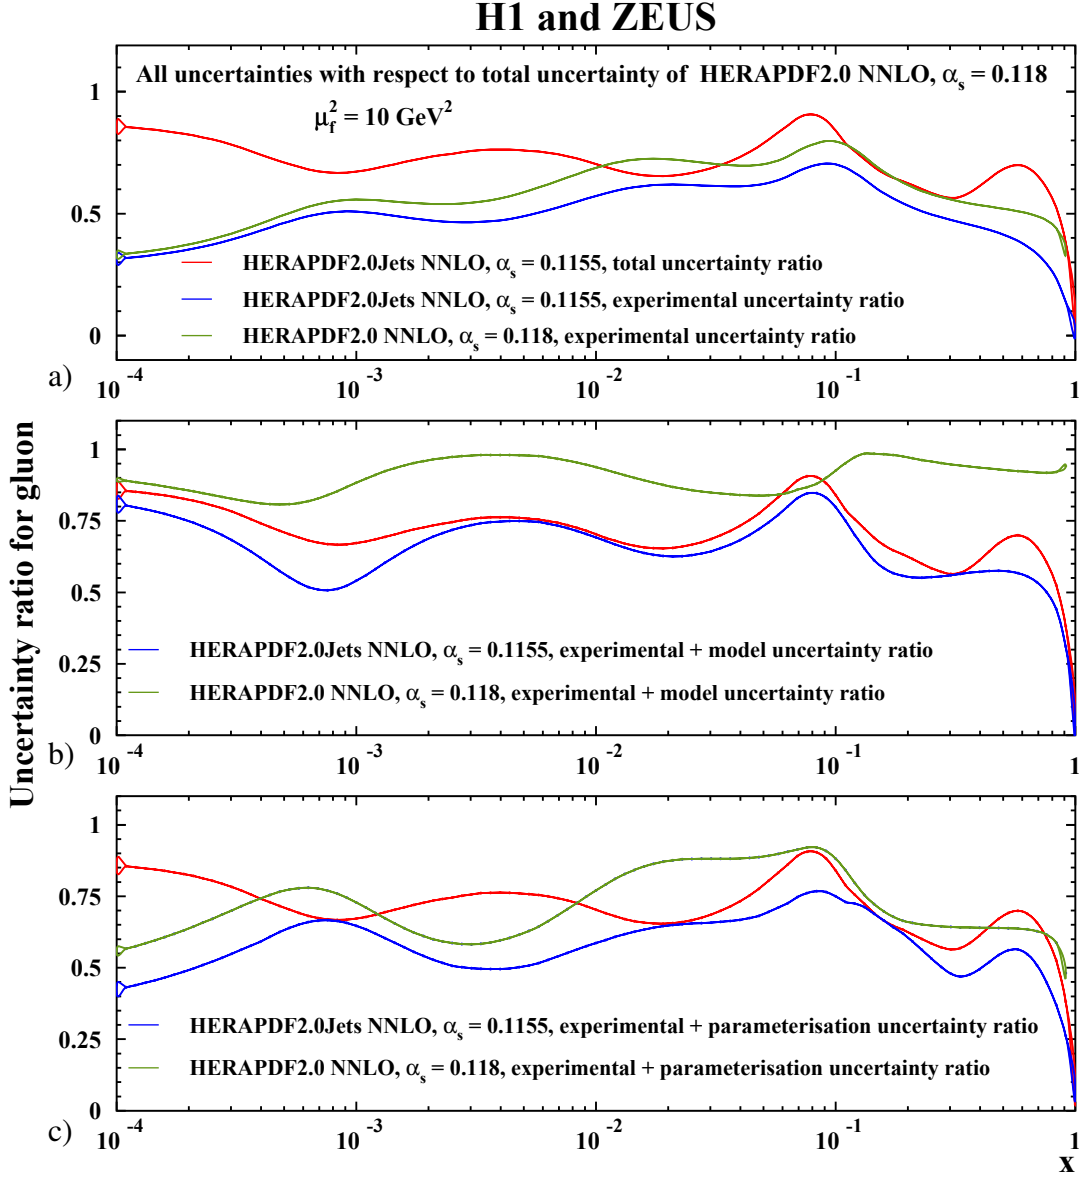 H1 and ZEUS
All uncertainties with respect to total uncertainty of HERAPDF2.0 NNLO, αs = 0.118
μf² = 10 GeV²
1
0.5
0
HERAPDF2.0Jets NNLO, αs = 0.1155, total uncertainty ratio
HERAPDF2.0Jets NNLO, αs = 0.1155, experimental uncertainty ratio
HERAPDF2.0 NNLO, αs = 0.118, experimental uncertainty ratio
a)
10⁻⁴ 10⁻³ 10⁻² 10⁻¹ 1
Uncertainty ratio for gluon
1
0.75
0.5
0.25
0
HERAPDF2.0Jets NNLO, αs = 0.1155, experimental + model uncertainty ratio
HERAPDF2.0 NNLO, αs = 0.118, experimental + model uncertainty ratio
b)
10⁻⁴ 10⁻³ 10⁻² 10⁻¹ 1
1
0.75
0.5
0.25
0
HERAPDF2.0Jets NNLO, αs = 0.1155, experimental + parameterisation uncertainty ratio
HERAPDF2.0 NNLO, αs = 0.118, experimental + parameterisation uncertainty ratio
c)
10⁻⁴ 10⁻³ 10⁻² 10⁻¹ 1
x